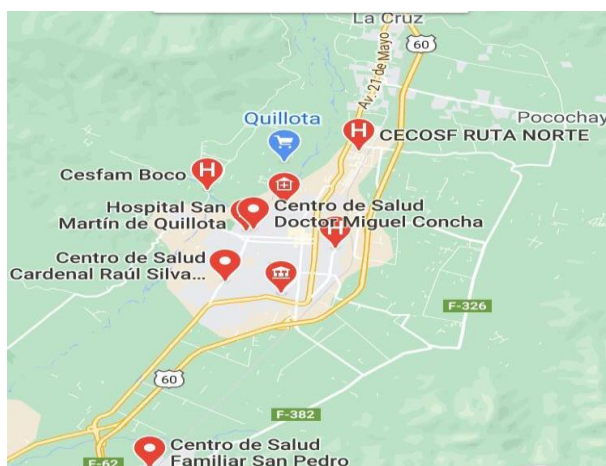 La Cruz
60
Av. 21 de Mayo
Pocochay
Quillota
H
CECOSF RUTA NORTE
Cesfam Boco
H
Hospital San
Martín de Quillota
Centro de Salud
Doctor Miguel Concha
H
Centro de Salud
Cardenal Raúl Silva...
F-326
60
F-382
F-62
Centro de Salud
Familiar San Pedro